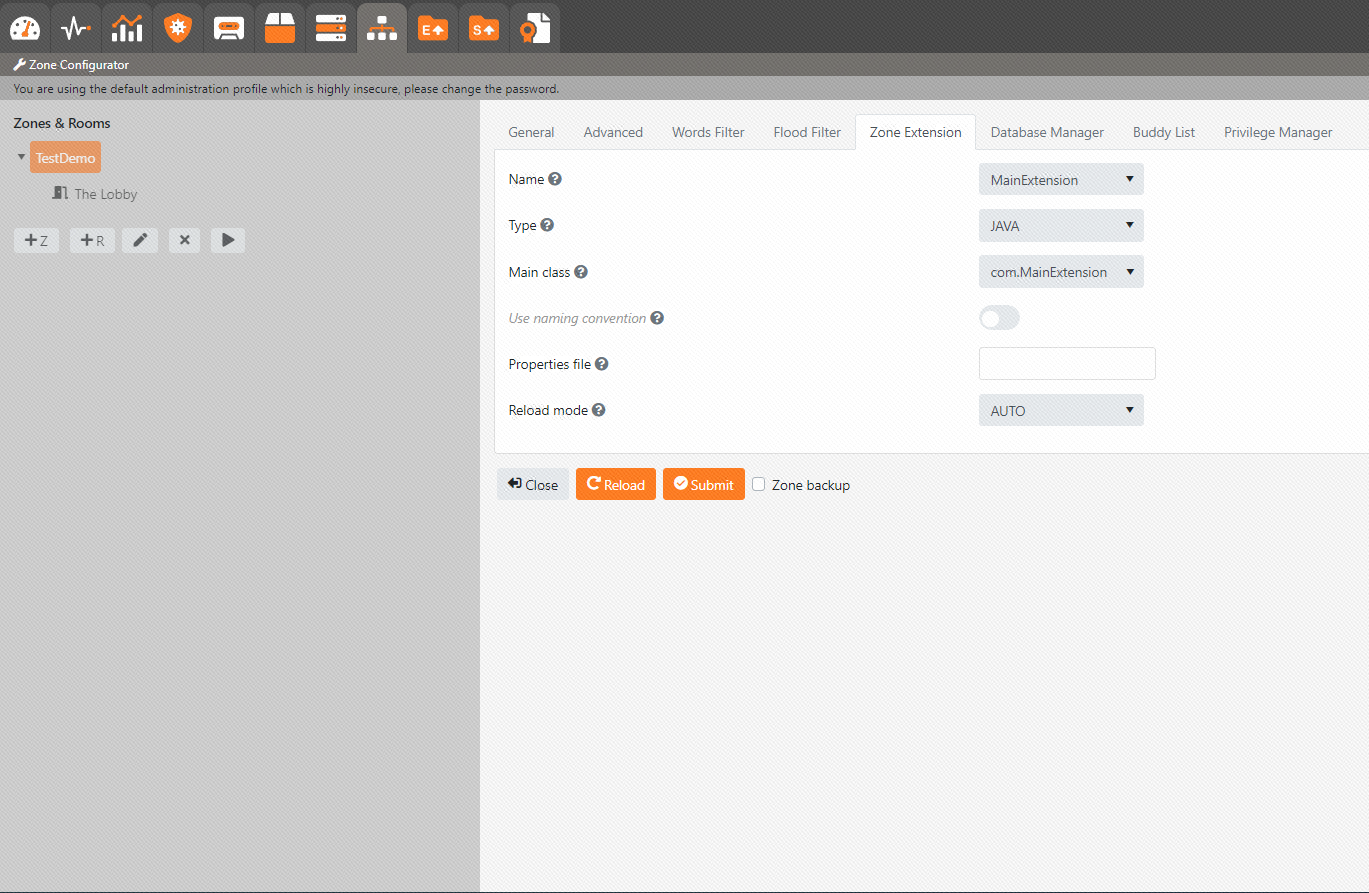 E
S
Zone Configurator
You are using the default administration profile which is highly insecure, please change the password.
Zones & Rooms
TestDemo
The Lobby
Z
R
General Advanced Words Filter Flood Filter Zone Extension Database Manager Buddy List Privilege Manager
Name MainExtension
Type JAVA
Main class com.MainExtension
Use naming convention
Properties file
Reload mode AUTO
Close Reload Submit Zone backup